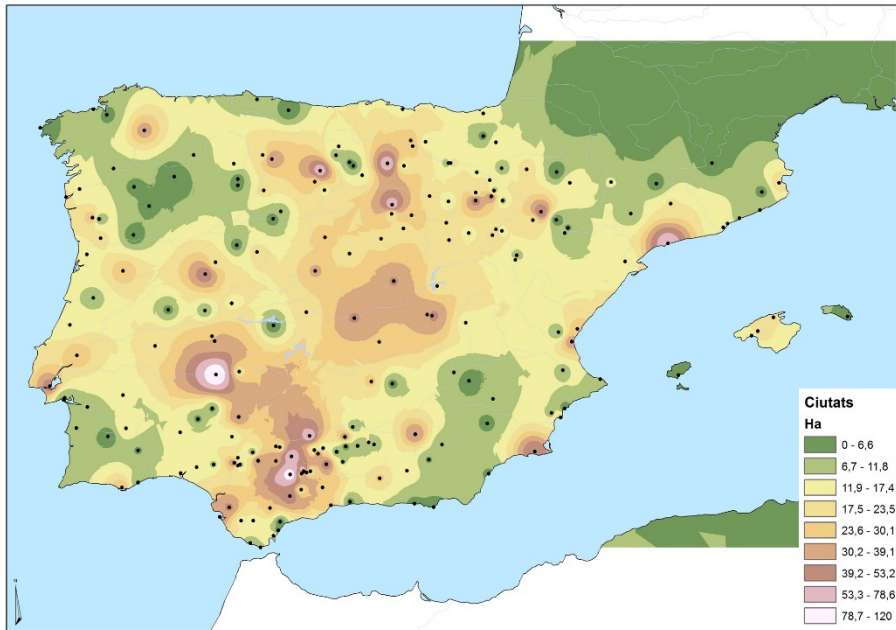 N
Ciutats
Ha
0 - 6,6
6,7 - 11,8
11,9 - 17,4
17,5 - 23,5
23,6 - 30,1
30,2 - 39,1
39,2 - 53,2
53,3 - 78,6
78,7 - 120